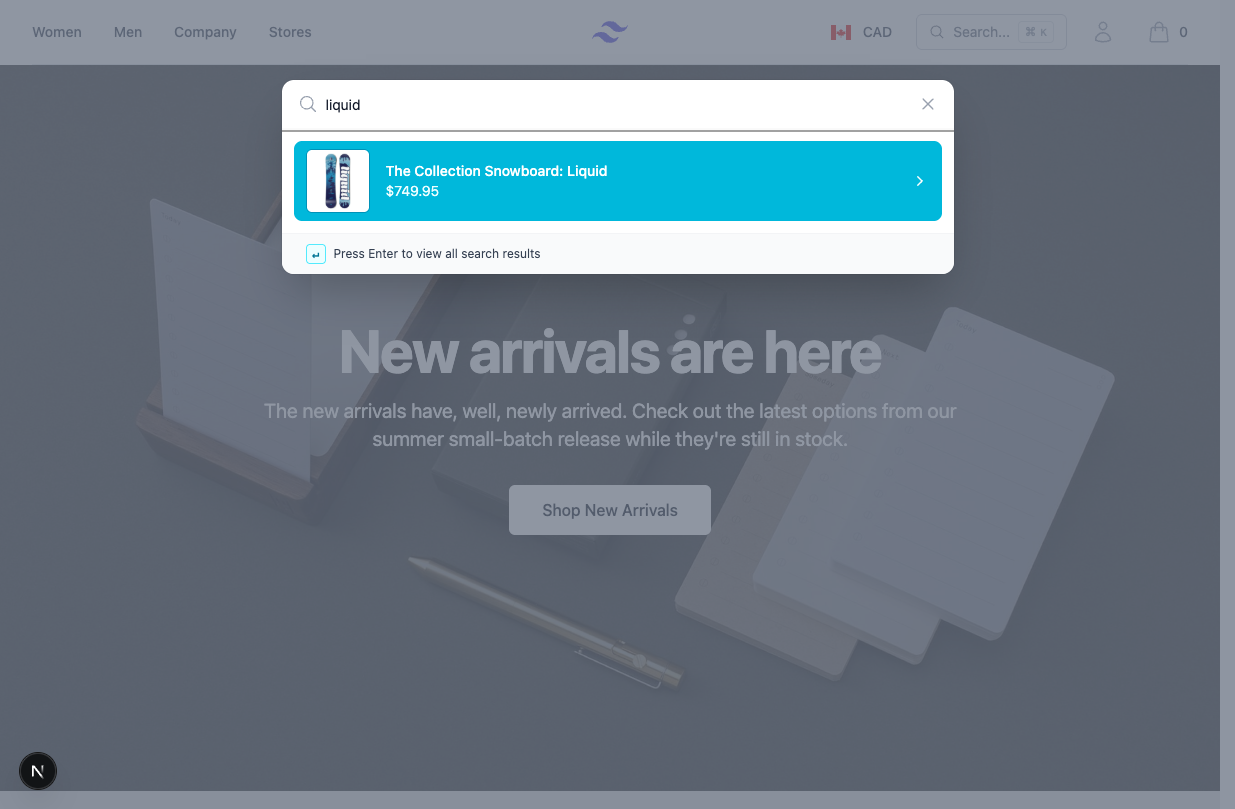 Women Men Company Stores
CAD
Search... ⌘ K
0
liquid
The Collection Snowboard: Liquid
$749.95
↵ Press Enter to view all search results
New arrivals are here
The new arrivals have, well, newly arrived. Check out the latest options from our
summer small-batch release while they're still in stock.
Shop New Arrivals
N